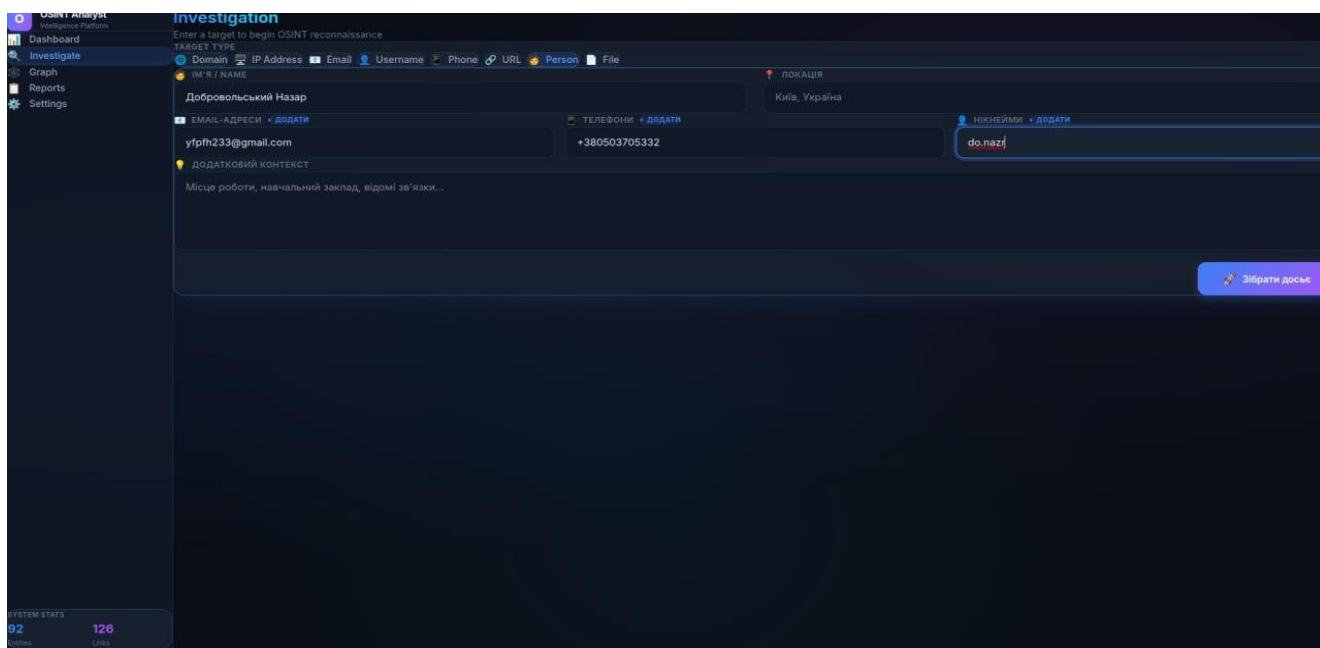 O
OSINT Analyst
Intelligence Platform
Dashboard
Investigate
Graph
Reports
Settings
Investigation
Enter a target to begin OSINT reconnaissance
TARGET TYPE
Domain IP Address Email Username Phone URL Person File
ІМ'Я / NAME
ЛОКАЦІЯ
Добровольський Назар
Київ, Україна
EMAIL-АДРЕСИ + ДОДАТИ
ТЕЛЕФОНИ + ДОДАТИ
НІКНЕЙМИ + ДОДАТИ
yfpfh233@gmail.com
+380503705332
do.nazr
ДОДАТКОВИЙ КОНТЕКСТ
Місце роботи, навчальний заклад, відомі зв'язки...
Зібрати досьє
SYSTEM STATS
92 126
Entities Links